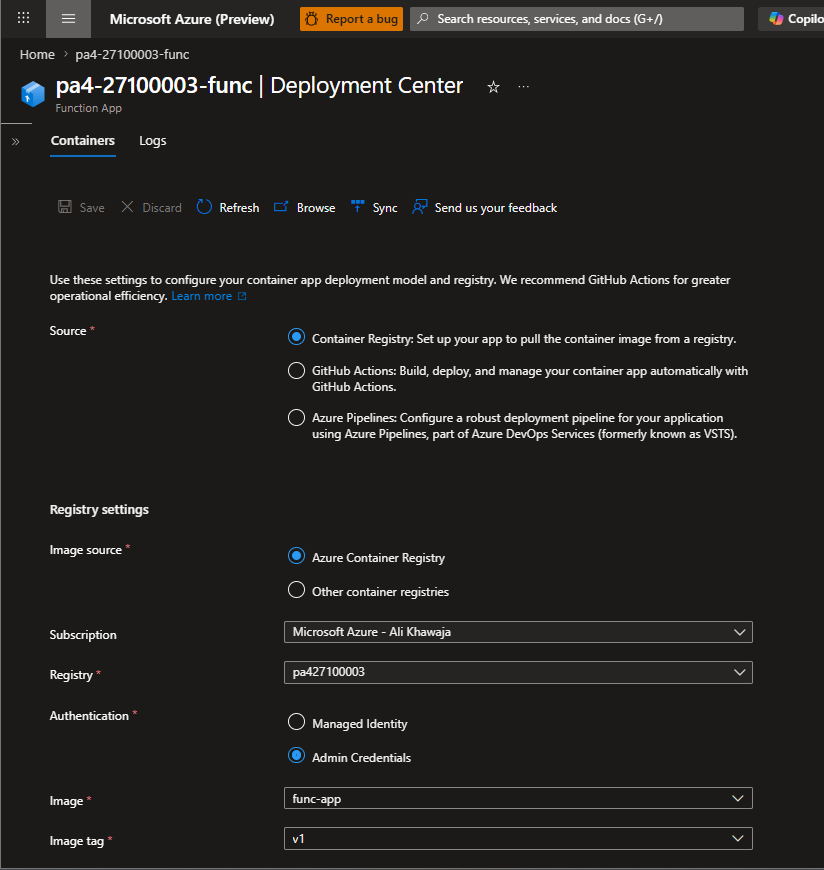 Microsoft Azure (Preview)
Report a bug
Search resources, services, and docs (G+/)
Copilo
Home > pa4-27100003-func
pa4-27100003-func | Deployment Center
Function App
Containers
Logs
Save
Discard
Refresh
Browse
Sync
Send us your feedback
Use these settings to configure your container app deployment model and registry. We recommend GitHub Actions for greater
operational efficiency. Learn more
Source *
Container Registry: Set up your app to pull the container image from a registry.
GitHub Actions: Build, deploy, and manage your container app automatically with
GitHub Actions.
Azure Pipelines: Configure a robust deployment pipeline for your application
using Azure Pipelines, part of Azure DevOps Services (formerly known as VSTS).
Registry settings
Image source *
Azure Container Registry
Other container registries
Subscription
Microsoft Azure - Ali Khawaja
Registry *
pa427100003
Authentication *
Managed Identity
Admin Credentials
Image *
func-app
Image tag *
v1